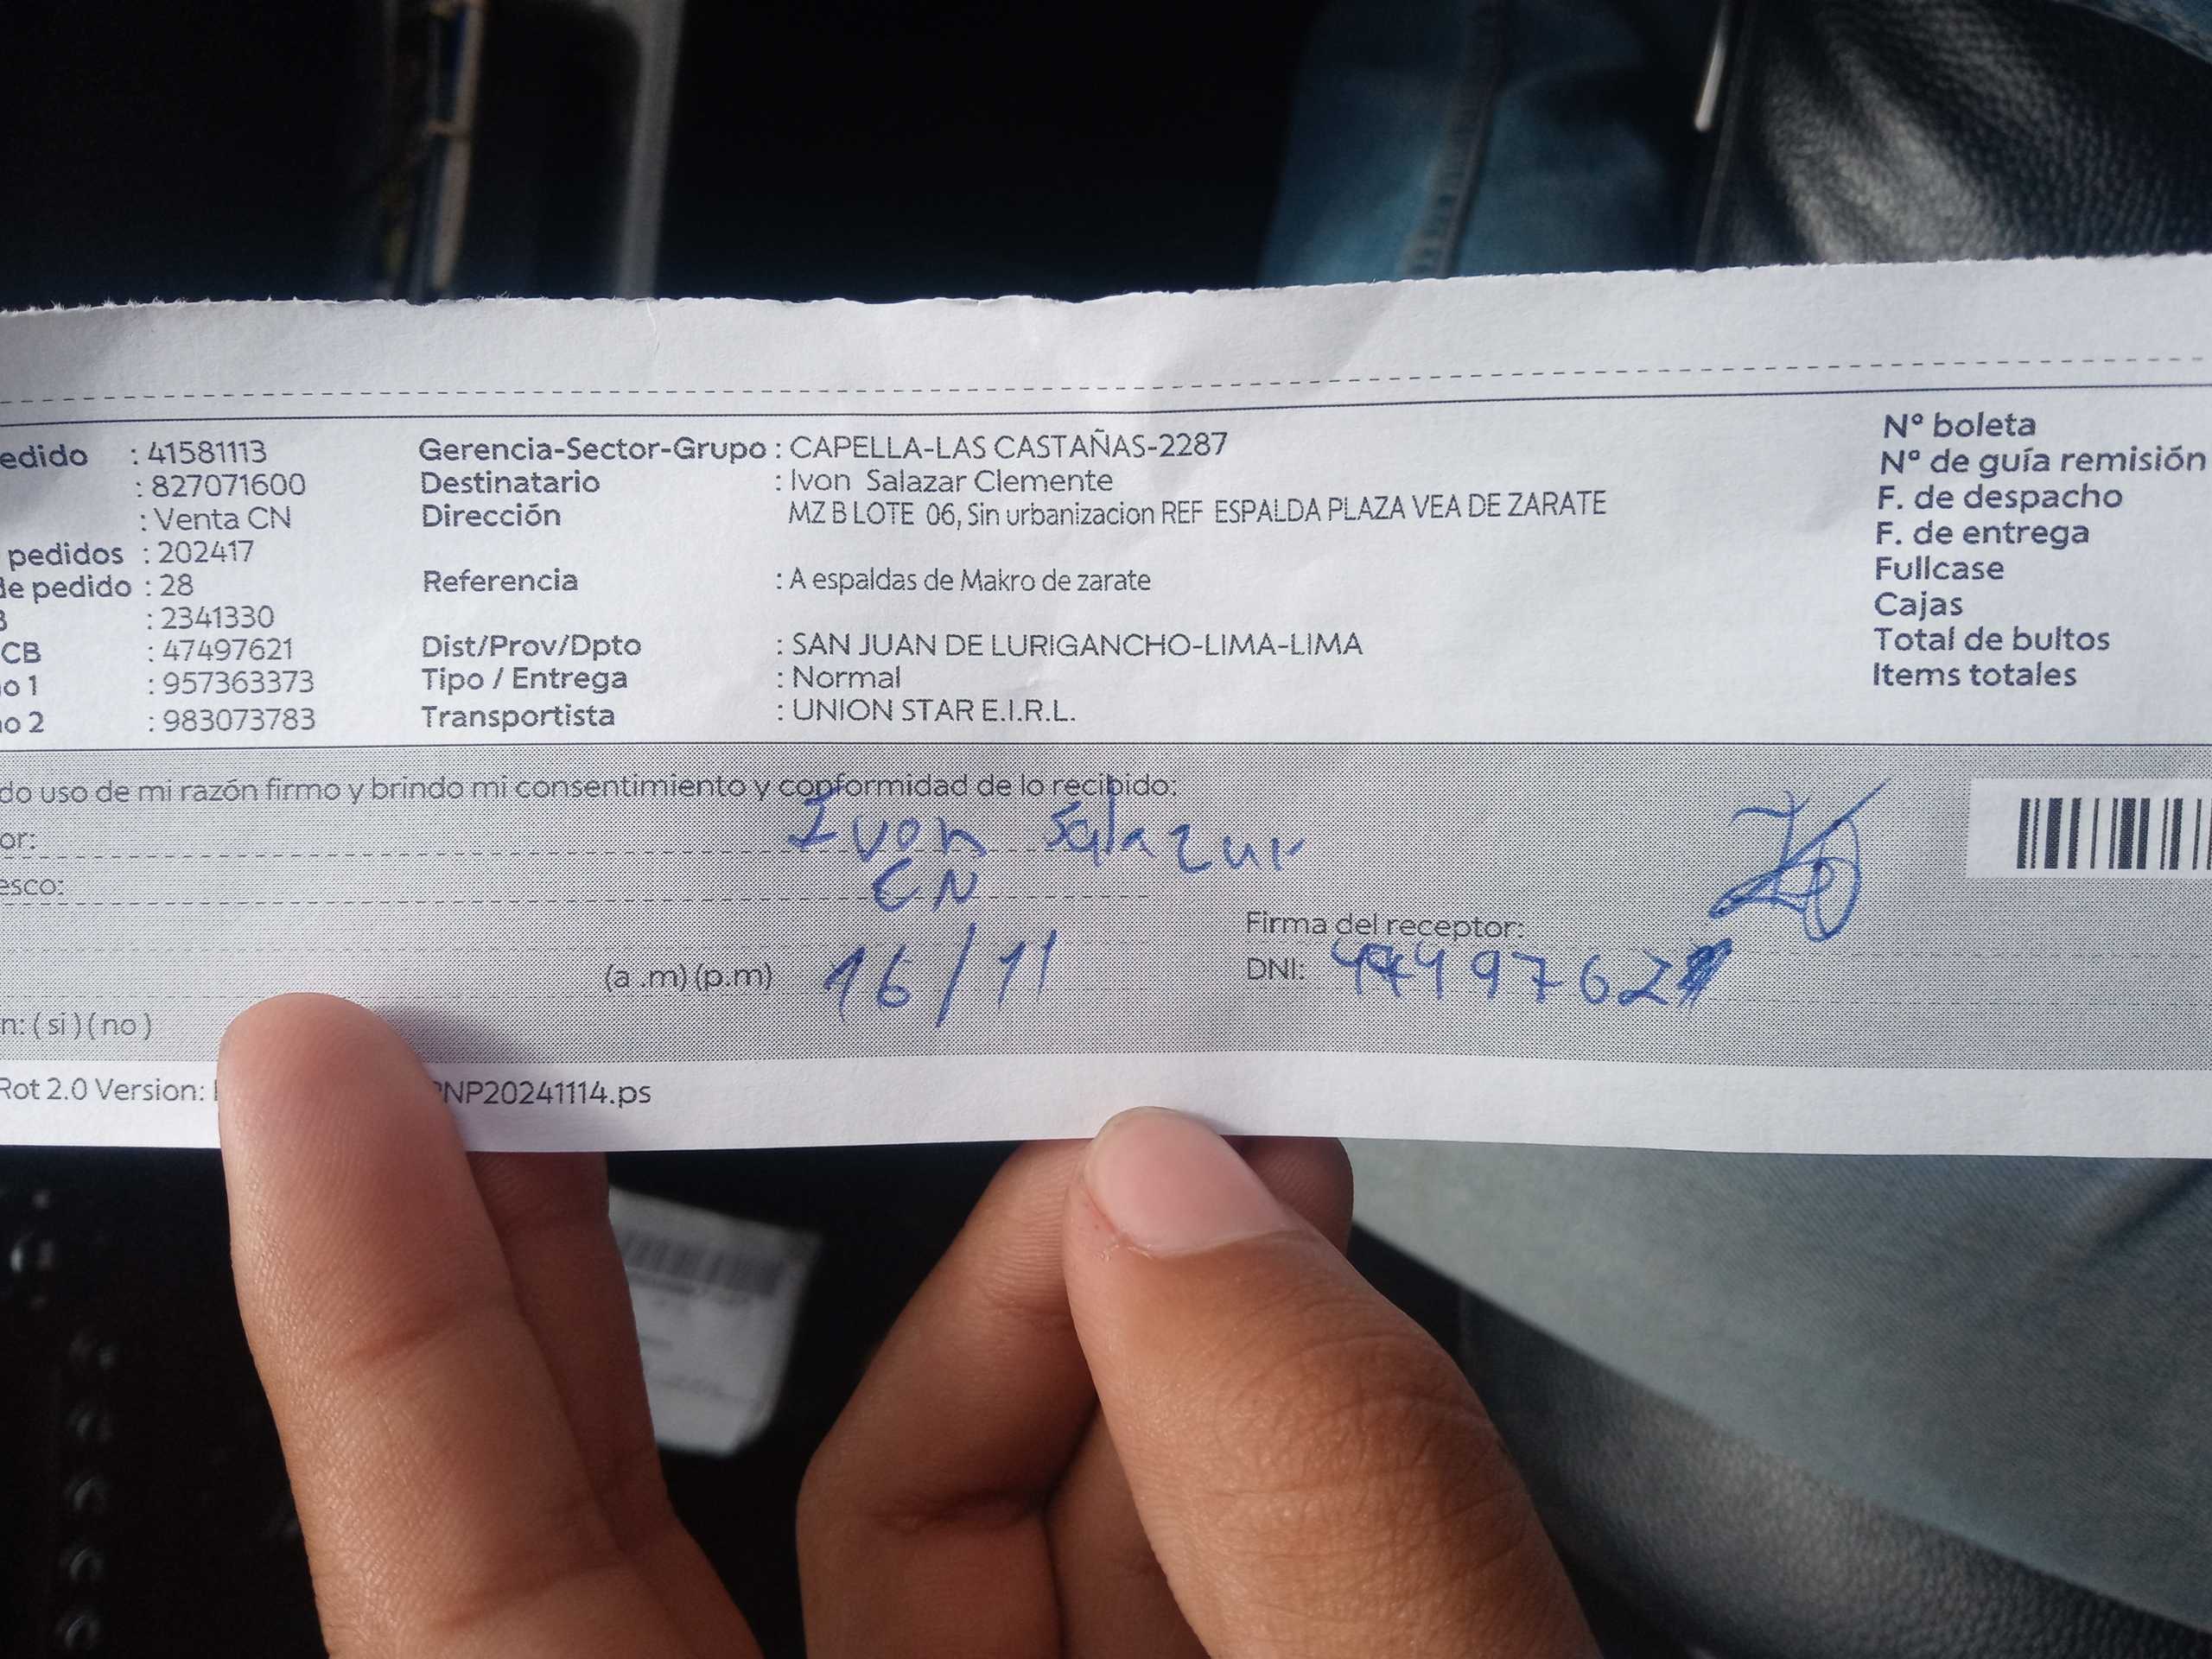 edido : 41581113 Gerencia-Sector-Grupo : CAPELLA-LAS CASTAÑAS-2287 Nº boleta
: 827071600 Destinatario : Ivon Salazar Clemente Nº de guía remisión
: Venta CN Dirección MZ B LOTE 06, Sin urbanizacion REF ESPALDA PLAZA VEA DE ZARATE F. de despacho
pedidos : 202417 F. de entrega
de pedido : 28 Referencia : A espaldas de Makro de zarate Fullcase
: 2341330 Cajas
CB : 47497621 Dist/Prov/Dpto : SAN JUAN DE LURIGANCHO-LIMA-LIMA Total de bultos
o 1 : 957363373 Tipo / Entrega : Normal Items totales
o 2 : 983073783 Transportista : UNION STAR E.I.R.L.
do uso de mi razón firmo y brindo mi consentimiento y conformidad de lo recibido:
or: Ivon Salazar
esco: CN
Firma del receptor:
(a .m) (p.m) 16/11 DNI:
n: ( si ) ( no )
Rot 2.0 Version: NP20241114.ps